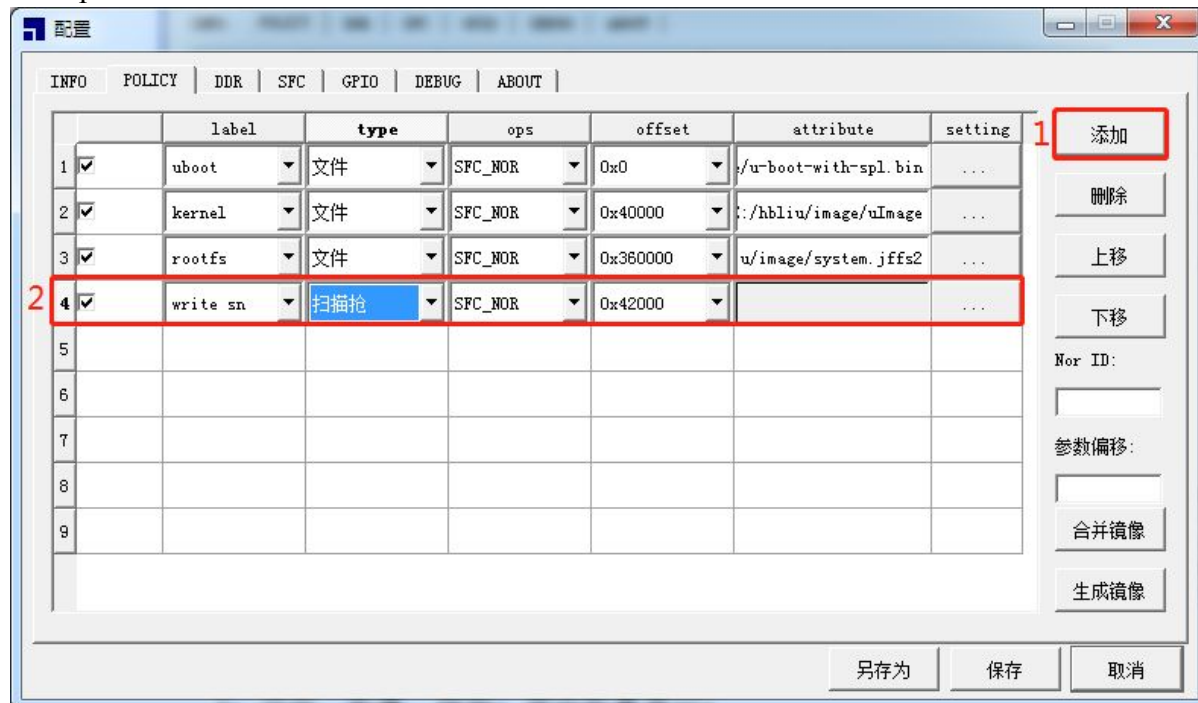 配置
INFO POLICY DDR SFC GPIO DEBUG ABOUT
label type ops offset attribute setting
1 添加
1 uboot 文件 SFC_NOR 0x0 /u-boot-with-spl.bin ...
删除
2 kernel 文件 SFC_NOR 0x40000 :/hbliu/image/uImage ...
3 rootfs 文件 SFC_NOR 0x360000 u/image/system.jffs2 ...
上移
2 4 write sn 扫描抢 SFC_NOR 0x42000 ...
下移
5
Nor ID:
6
7
参数偏移:
8
9
合并镜像
生成镜像
另存为 保存 取消